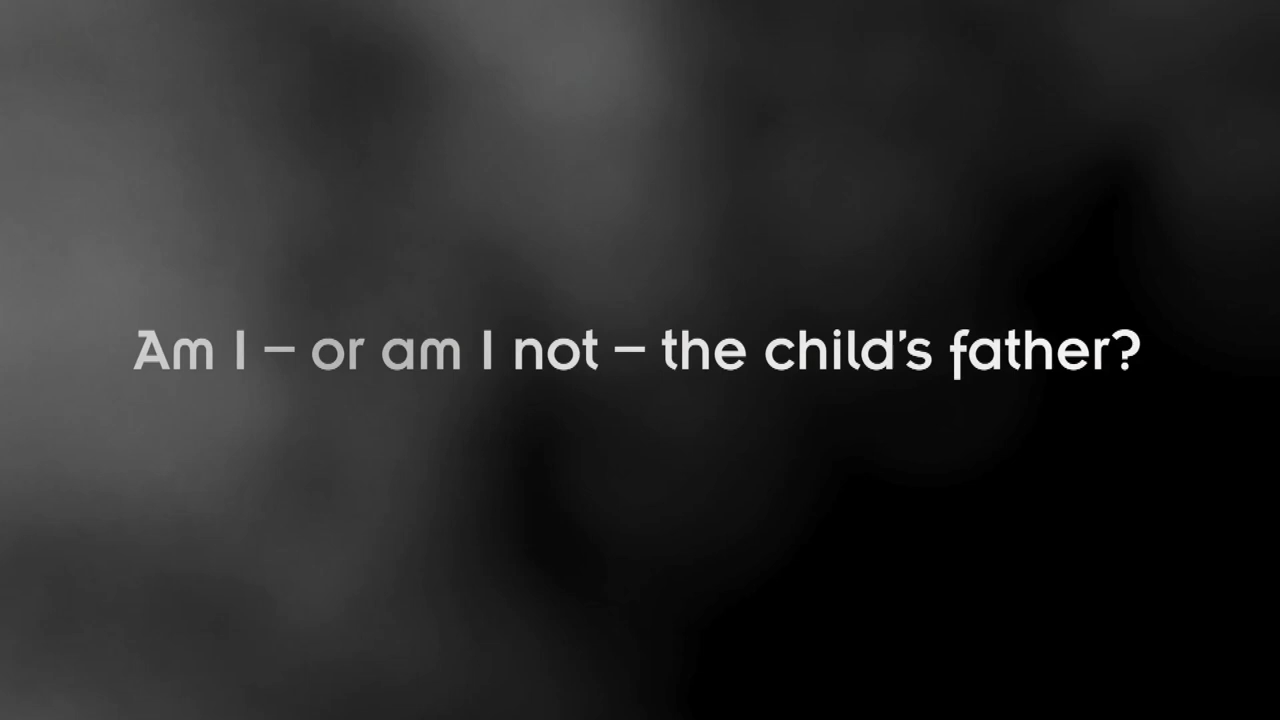 Am I – or am I not – the child’s father?